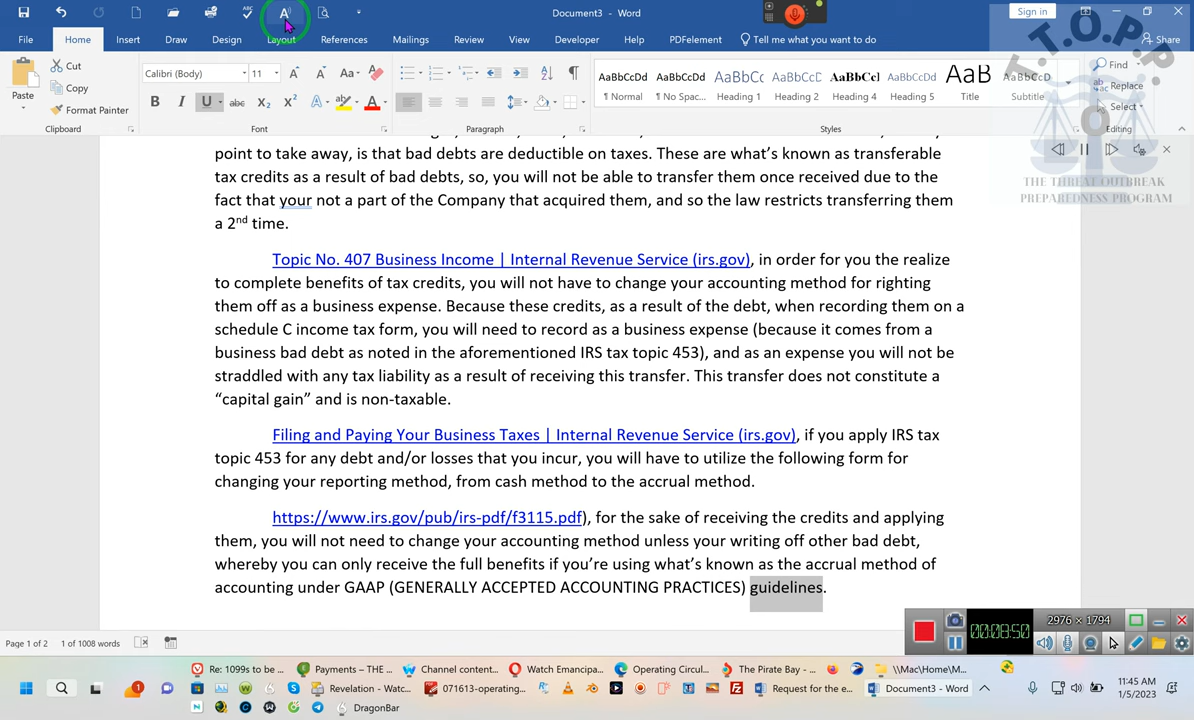 Document3 - Word
Sign in
File Home Insert Draw Design Layout References Mailings Review View Developer Help PDFelement Tell me what you want to do Share
T.T.O.P.P.
Paste
Cut
Copy
Format Painter
Calibri (Body) 11
AaBbCcDd AaBbCcDd AaBbCc AaBbCcDd AaBbCcl AaBbCcDd AaB AaBbCcD
¶ Normal ¶ No Spac... Heading 1 Heading 2 Heading 4 Heading 5 Title Subtitle
Find
Replace
Select
Clipboard Font Paragraph Styles Editing
THE THREAT OUTBREAK
PREPAREDNESS PROGRAM
point to take away, is that bad debts are deductible on taxes. These are what's known as transferable
tax credits as a result of bad debts, so, you will not be able to transfer them once received due to the
fact that your not a part of the Company that acquired them, and so the law restricts transferring them
a 2nd time.
Topic No. 407 Business Income | Internal Revenue Service (irs.gov), in order for you the realize
to complete benefits of tax credits, you will not have to change your accounting method for righting
them off as a business expense. Because these credits, as a result of the debt, when recording them on a
schedule C income tax form, you will need to record as a business expense (because it comes from a
business bad debt as noted in the aforementioned IRS tax topic 453), and as an expense you will not be
straddled with any tax liability as a result of receiving this transfer. This transfer does not constitute a
“capital gain” and is non-taxable.
Filing and Paying Your Business Taxes | Internal Revenue Service (irs.gov), if you apply IRS tax
topic 453 for any debt and/or losses that you incur, you will have to utilize the following form for
changing your reporting method, from cash method to the accrual method.
https://www.irs.gov/pub/irs-pdf/f3115.pdf), for the sake of receiving the credits and applying
them, you will not need to change your accounting method unless your writing off other bad debt,
whereby you can only receive the full benefits if you're using what's known as the accrual method of
accounting under GAAP (GENERALLY ACCEPTED ACCOUNTING PRACTICES) guidelines.
00:08:50
2976 × 1794
Page 1 of 2 1 of 1008 words
Re: 1099s to be ... Payments – THE ... Channel content... Watch Emancipa... Operating Circul... The Pirate Bay - ... \\Mac\Home\M...
Revelation - Watc... 071613-operating... Request for the e... Document3 - Word
11:45 AM
1/5/2023
DragonBar